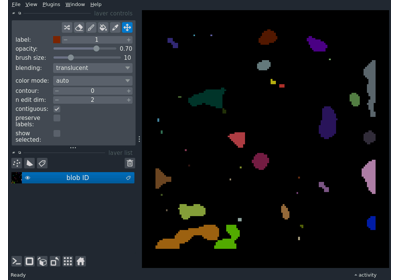 File View Plugins Window Help
layer controls
label: 1
opacity: 0.70
brush size: 10
blending: translucent
color mode: auto
contour: 0
n edit dim: 2
contiguous:
preserve
labels:
show
selected:
layer list
blob ID
Ready
activity